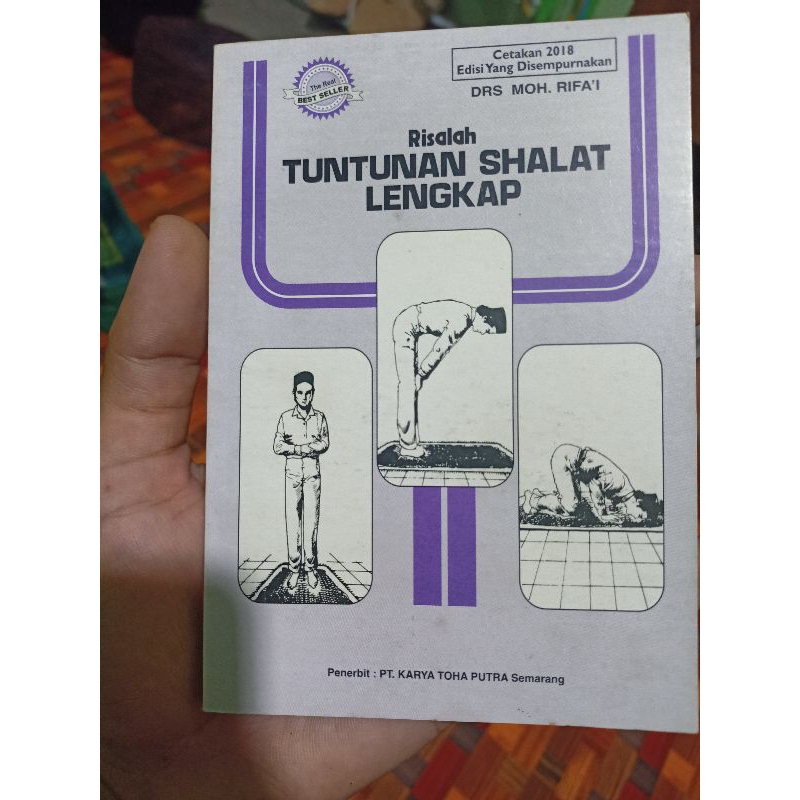 Cetakan 2018
Edisi Yang Disempurnakan
DRS MOH. RIFA'I
The Real
BEST SELLER
Risalah
TUNTUNAN SHALAT
LENGKAP
Penerbit : PT. KARYA TOHA PUTRA Semarang